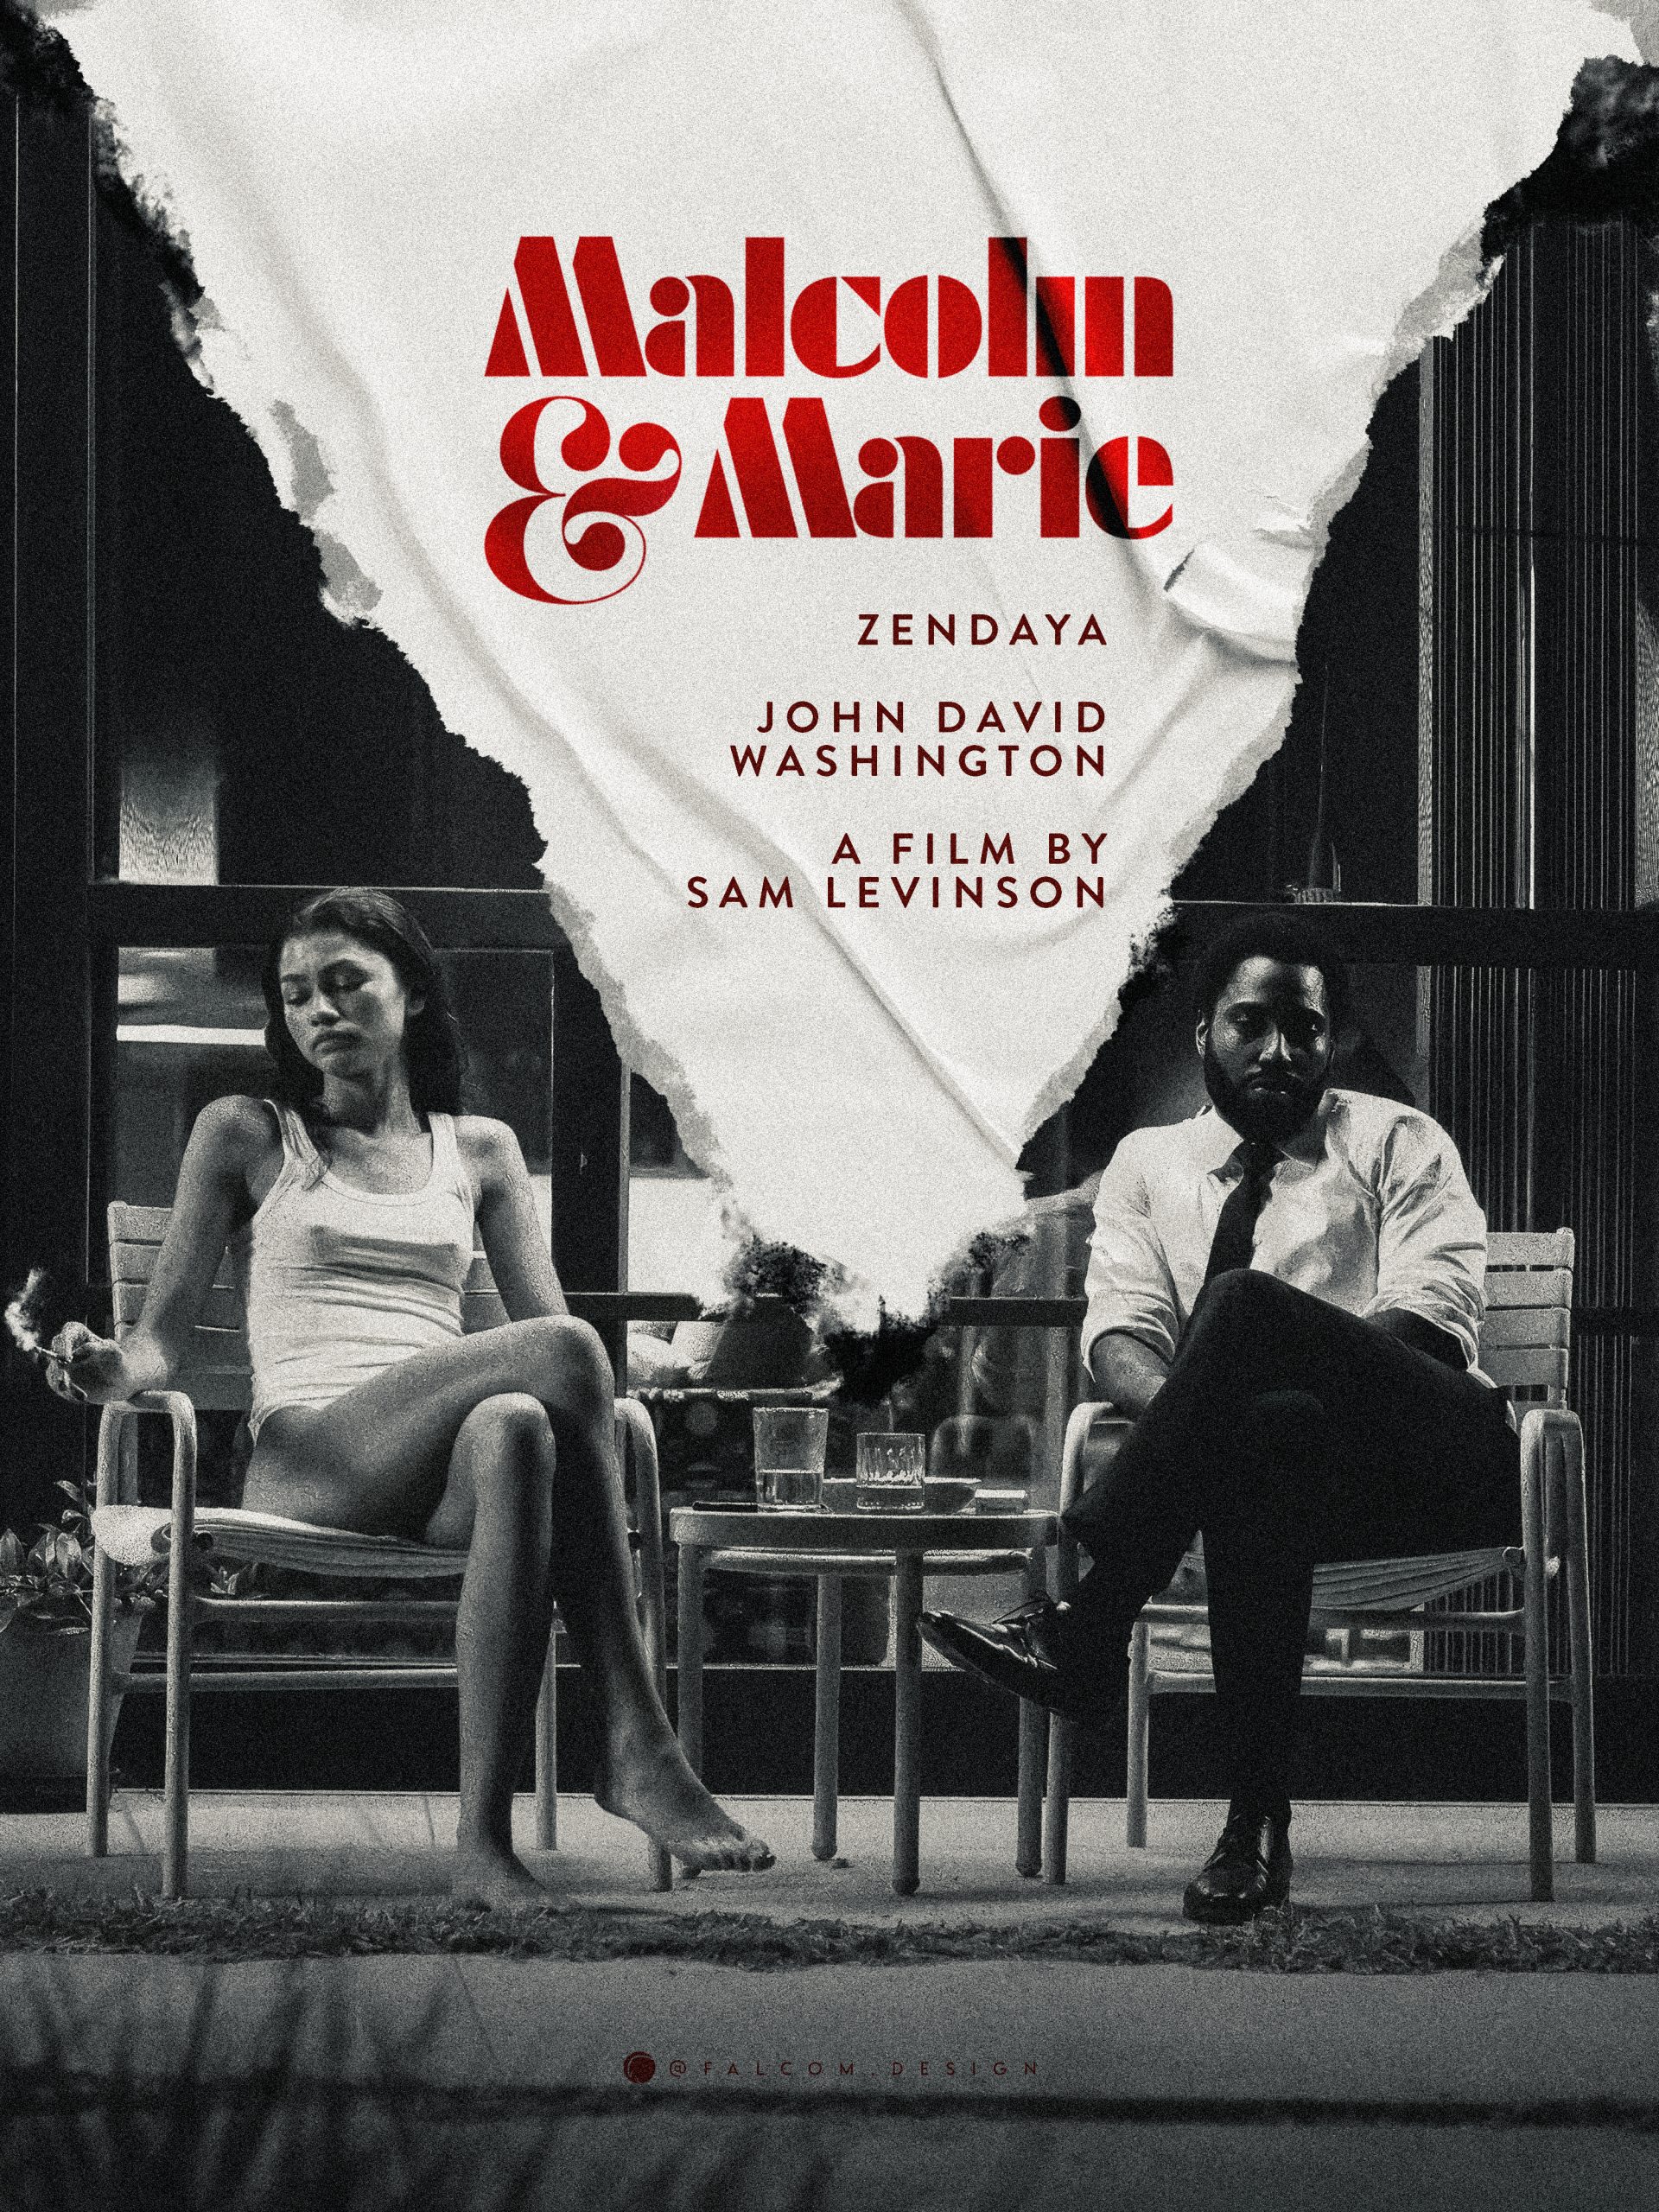 Malcolm
& Marie
ZENDAYA
JOHN DAVID
WASHINGTON
A FILM BY
SAM LEVINSON
@FALCOM.DESIGN